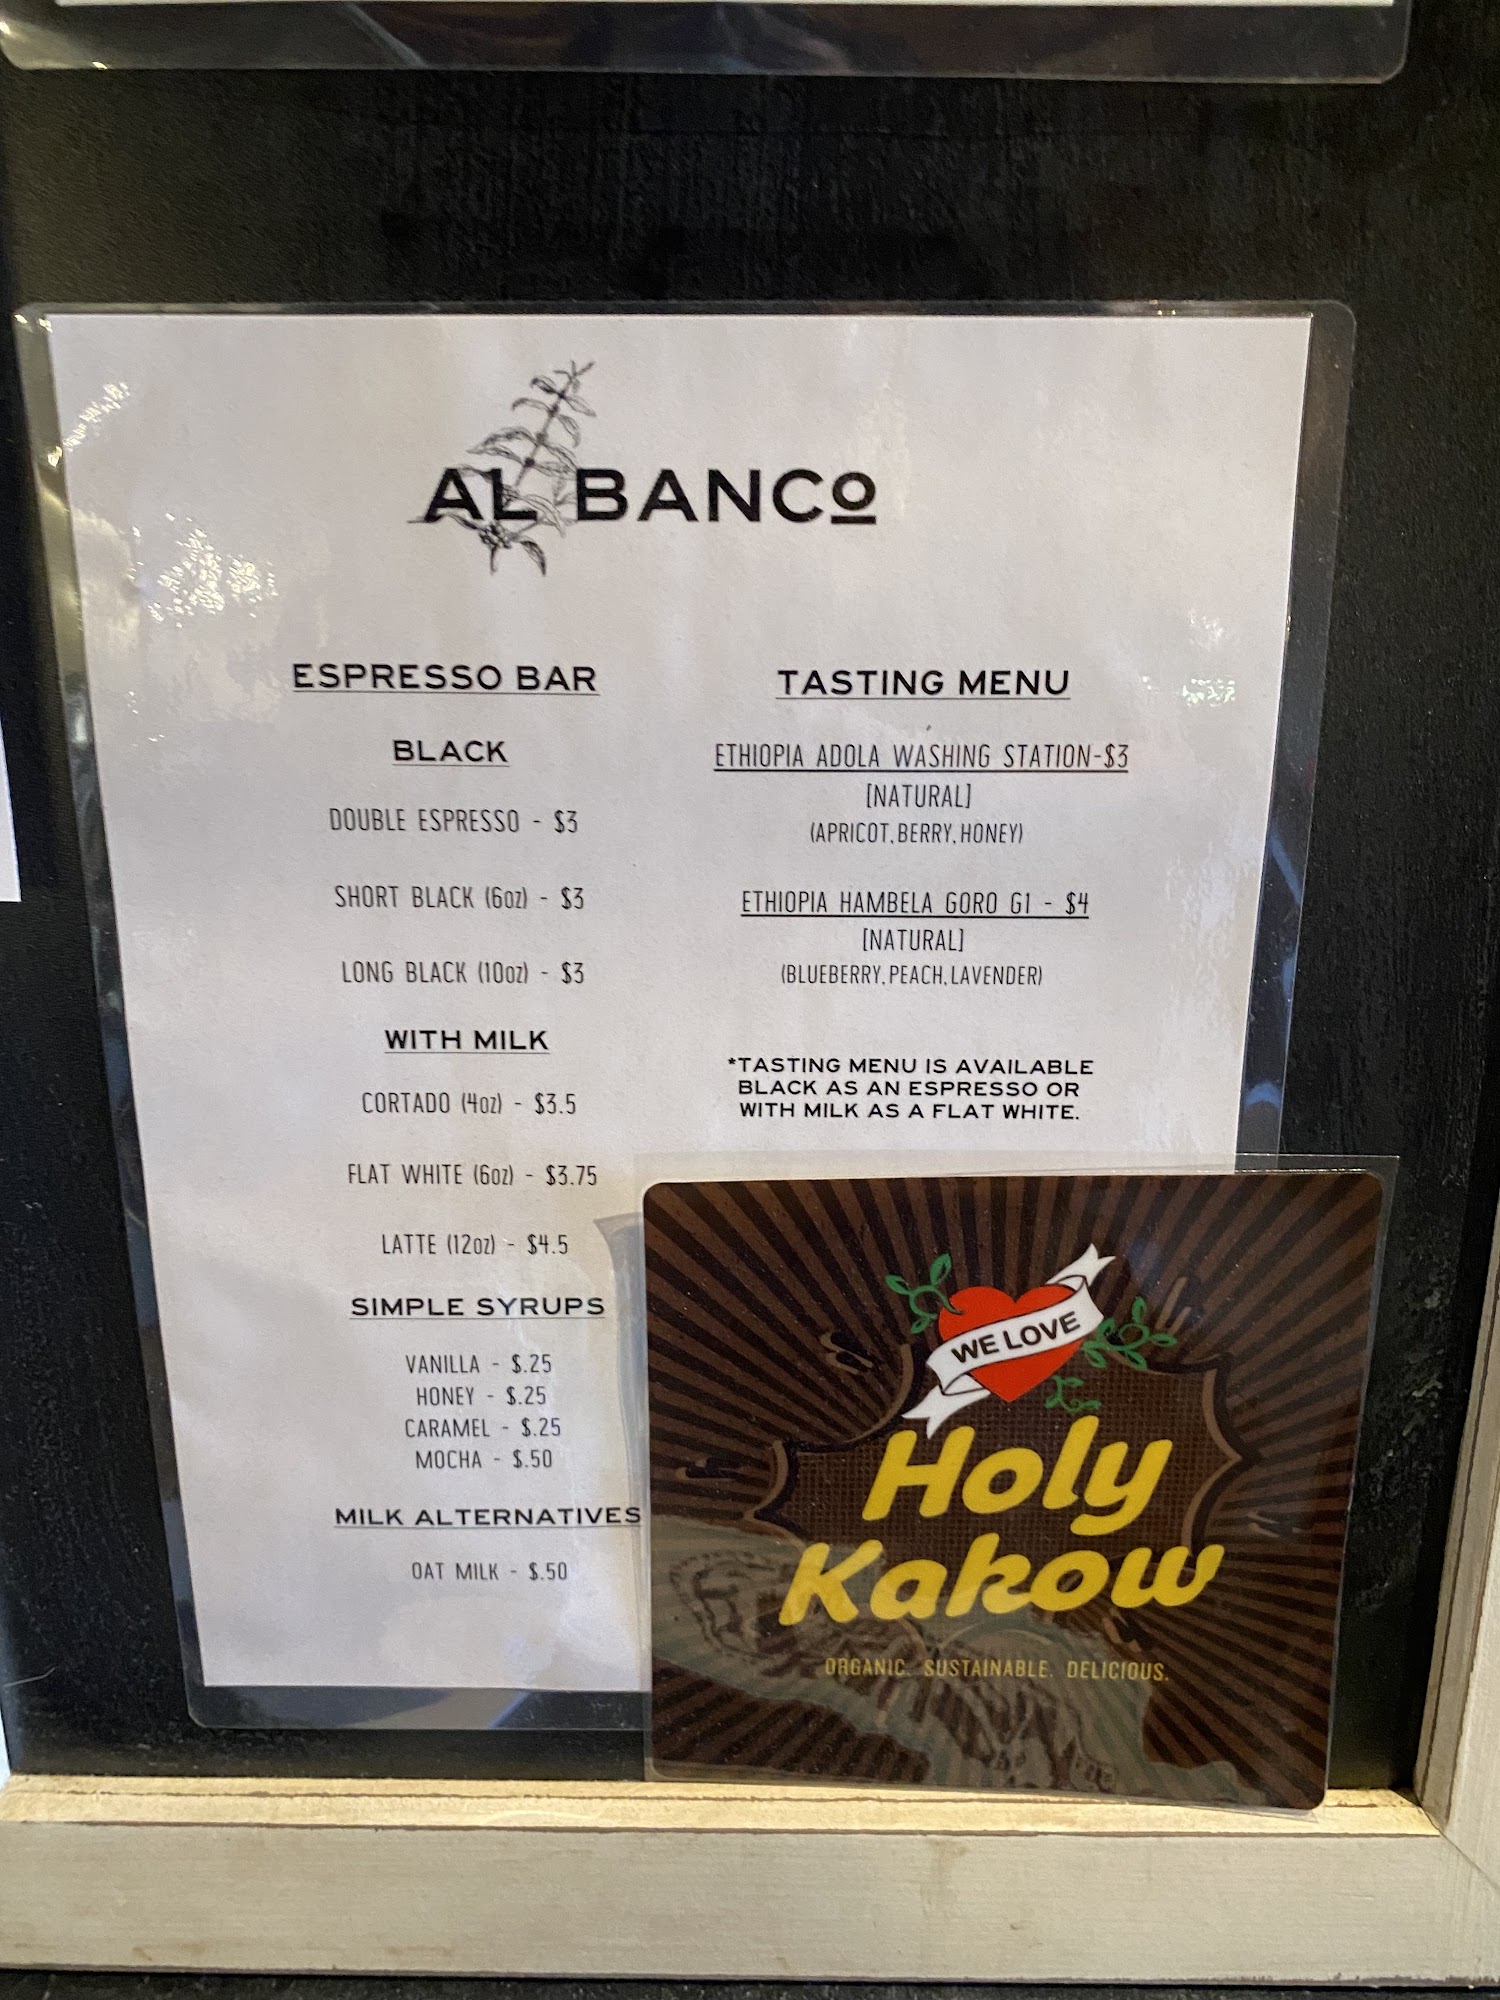 AL BANCO
ESPRESSO BAR
BLACK
DOUBLE ESPRESSO - $3
SHORT BLACK (6oz) - $3
LONG BLACK (10oz) - $3
WITH MILK
CORTADO (4oz) - $3.5
FLAT WHITE (6oz) - $3.75
LATTE (12oz) - $4.5
SIMPLE SYRUPS
VANILLA - $.25
HONEY - $.25
CARAMEL - $.25
MOCHA - $.50
MILK ALTERNATIVES
OAT MILK - $.50
TASTING MENU
ETHIOPIA ADOLA WASHING STATION-$3
[NATURAL]
(APRICOT, BERRY, HONEY)
ETHIOPIA HAMBELA GORO G1 - $4
[NATURAL]
(BLUEBERRY, PEACH, LAVENDER)
*TASTING MENU IS AVAILABLE
BLACK AS AN ESPRESSO OR
WITH MILK AS A FLAT WHITE.
WE LOVE
Holy
Kakow
ORGANIC. SUSTAINABLE. DELICIOUS.